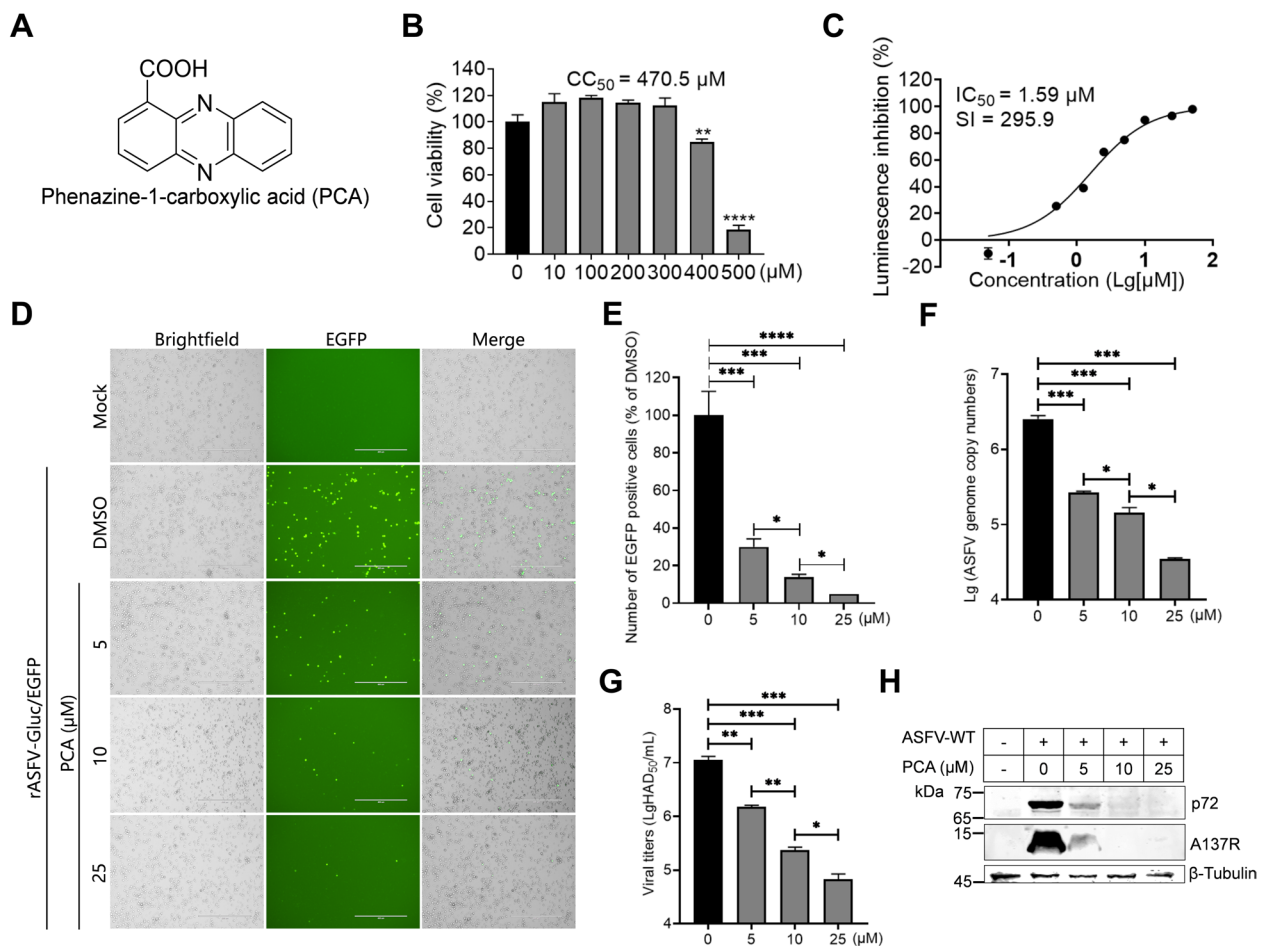 A
COOH
N
N
Phenazine-1-carboxylic acid (PCA)
B
Cell viability (%)
140
120
100
80
60
40
20
0
CC50 = 470.5 µM
**
****
0 10 100 200 300 400 500 (µM)
C
Luminescence inhibition (%)
120
100
80
60
40
20
0
-20
IC50 = 1.59 µM
SI = 295.9
-1 0 1 2
Concentration (Lg[µM])
D
Brightfield EGFP Merge
Mock
DMSO
5
10
25
PCA (µM)
rASFV-Gluc/EGFP
E
Number of EGFP positive cells (% of DMSO)
120
100
80
60
40
20
0
****
***
***
*
*
0 5 10 25 (µM)
F
Lg (ASFV genome copy numbers)
7
6
5
4
***
***
***
*
*
0 5 10 25 (µM)
G
Viral titers (LgHAD50/mL)
8
7
6
5
4
***
***
**
**
*
0 5 10 25 (µM)
H
ASFV-WT - + + + +
PCA (µM) - 0 5 10 25
kDa
75
65
p72
15
A137R
45
β-Tubulin